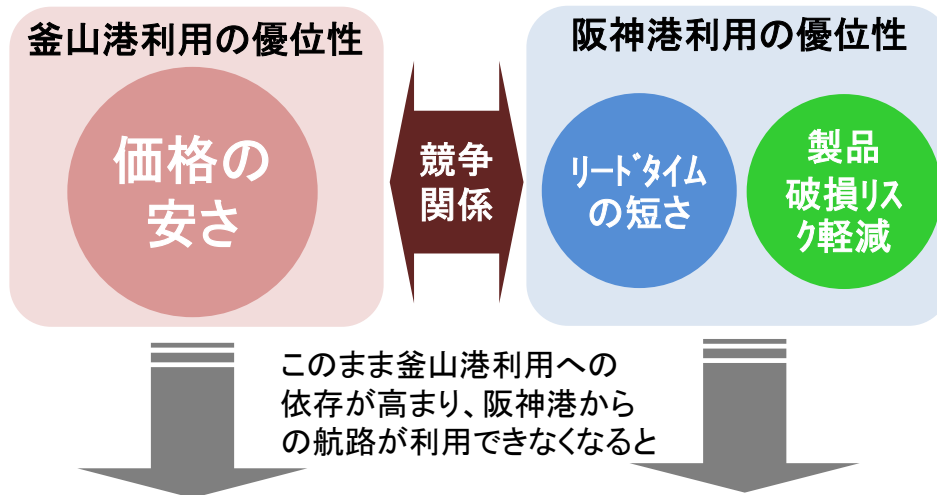 釜山港利用の優位性
価格の
安さ
競争
関係
阪神港利用の優位性
リードタイム
の短さ
製品
破損リス
ク軽減
このまま釜山港利用への
依存が高まり、阪神港から
の航路が利用できなくなると